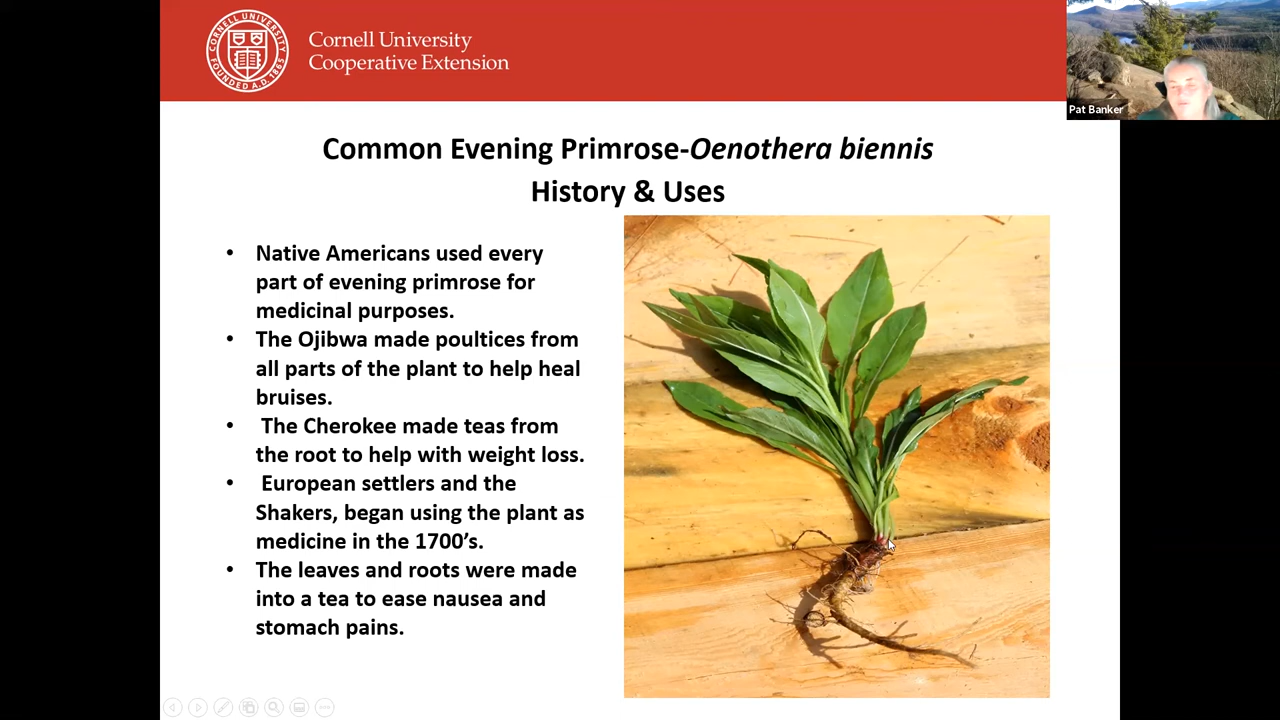 CORNELL UNIVERSITY
FOUNDED A.D. 1865
Cornell University
Cooperative Extension
Pat Banker
Common Evening Primrose-Oenothera biennis
History & Uses
• Native Americans used every
part of evening primrose for
medicinal purposes.
• The Ojibwa made poultices from
all parts of the plant to help heal
bruises.
• The Cherokee made teas from
the root to help with weight loss.
• European settlers and the
Shakers, began using the plant as
medicine in the 1700's.
• The leaves and roots were made
into a tea to ease nausea and
stomach pains.